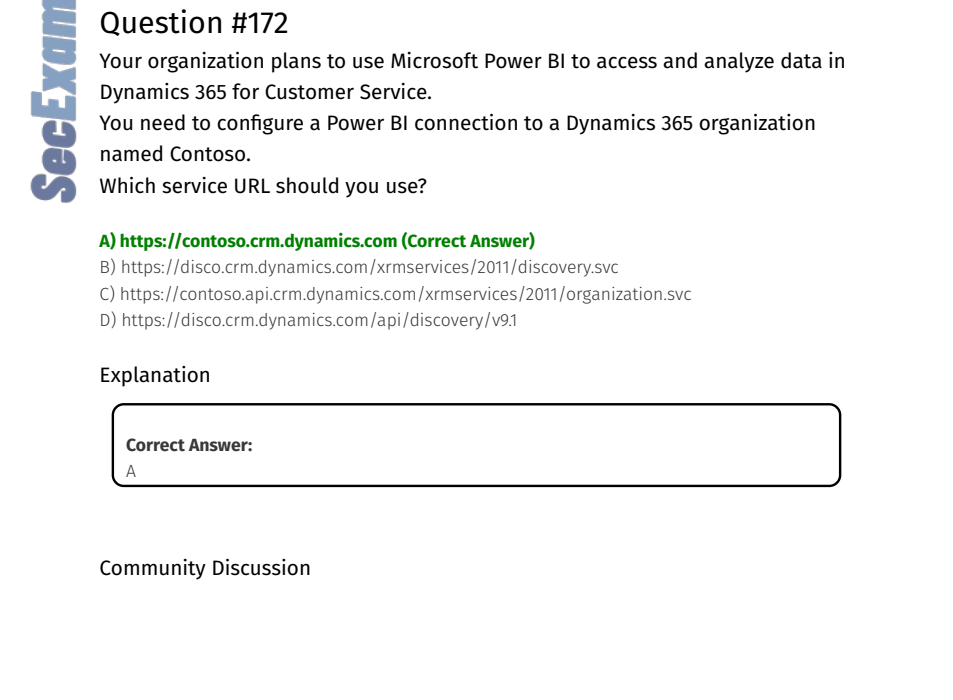 SecExam
Question #172
Your organization plans to use Microsoft Power BI to access and analyze data in
Dynamics 365 for Customer Service.
You need to configure a Power BI connection to a Dynamics 365 organization
named Contoso.
Which service URL should you use?
A) https://contoso.crm.dynamics.com (Correct Answer)
B) https://disco.crm.dynamics.com/xrmservices/2011/discovery.svc
C) https://contoso.api.crm.dynamics.com/xrmservices/2011/organization.svc
D) https://disco.crm.dynamics.com/api/discovery/v9.1
Explanation
Correct Answer:
A
Community Discussion